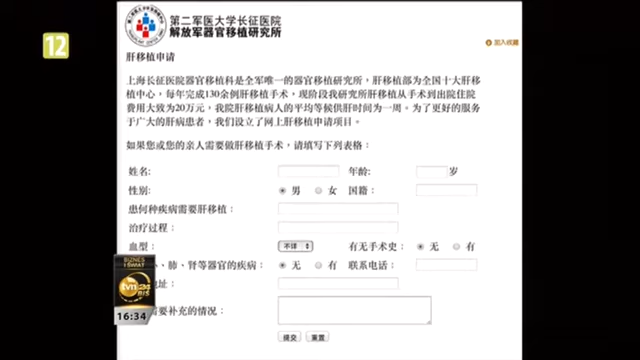 12
第二军医大学长征医院
解放军器官移植研究所
加入收藏
肝移植申请
上海长征医院器官移植科是全军唯一的器官移植研究所，肝移植部为全国十大肝移
植中心，每年完成130余例肝移植手术，现阶段我研究所肝移植从手术到出院住院
费用大致为20万元，我院肝移植病人的平均等候供肝时间为一周。为了更好的服务
于广大的肝病患者，我们设立了网上肝移植申请项目。
如果您或您的亲人需要做肝移植手术，请填写下列表格：
姓名： 年龄： 岁
性别： 男 女 国籍：
患何种疾病需要肝移植：
治疗过程：
血型： 不详 有无手术史： 无 有
、肺、肾等器官的疾病： 无 有 联系电话：
地址：
需要补充的情况：
提交 重置
BIZNES
I ŚWIAT
tvn24
BiS
16:34